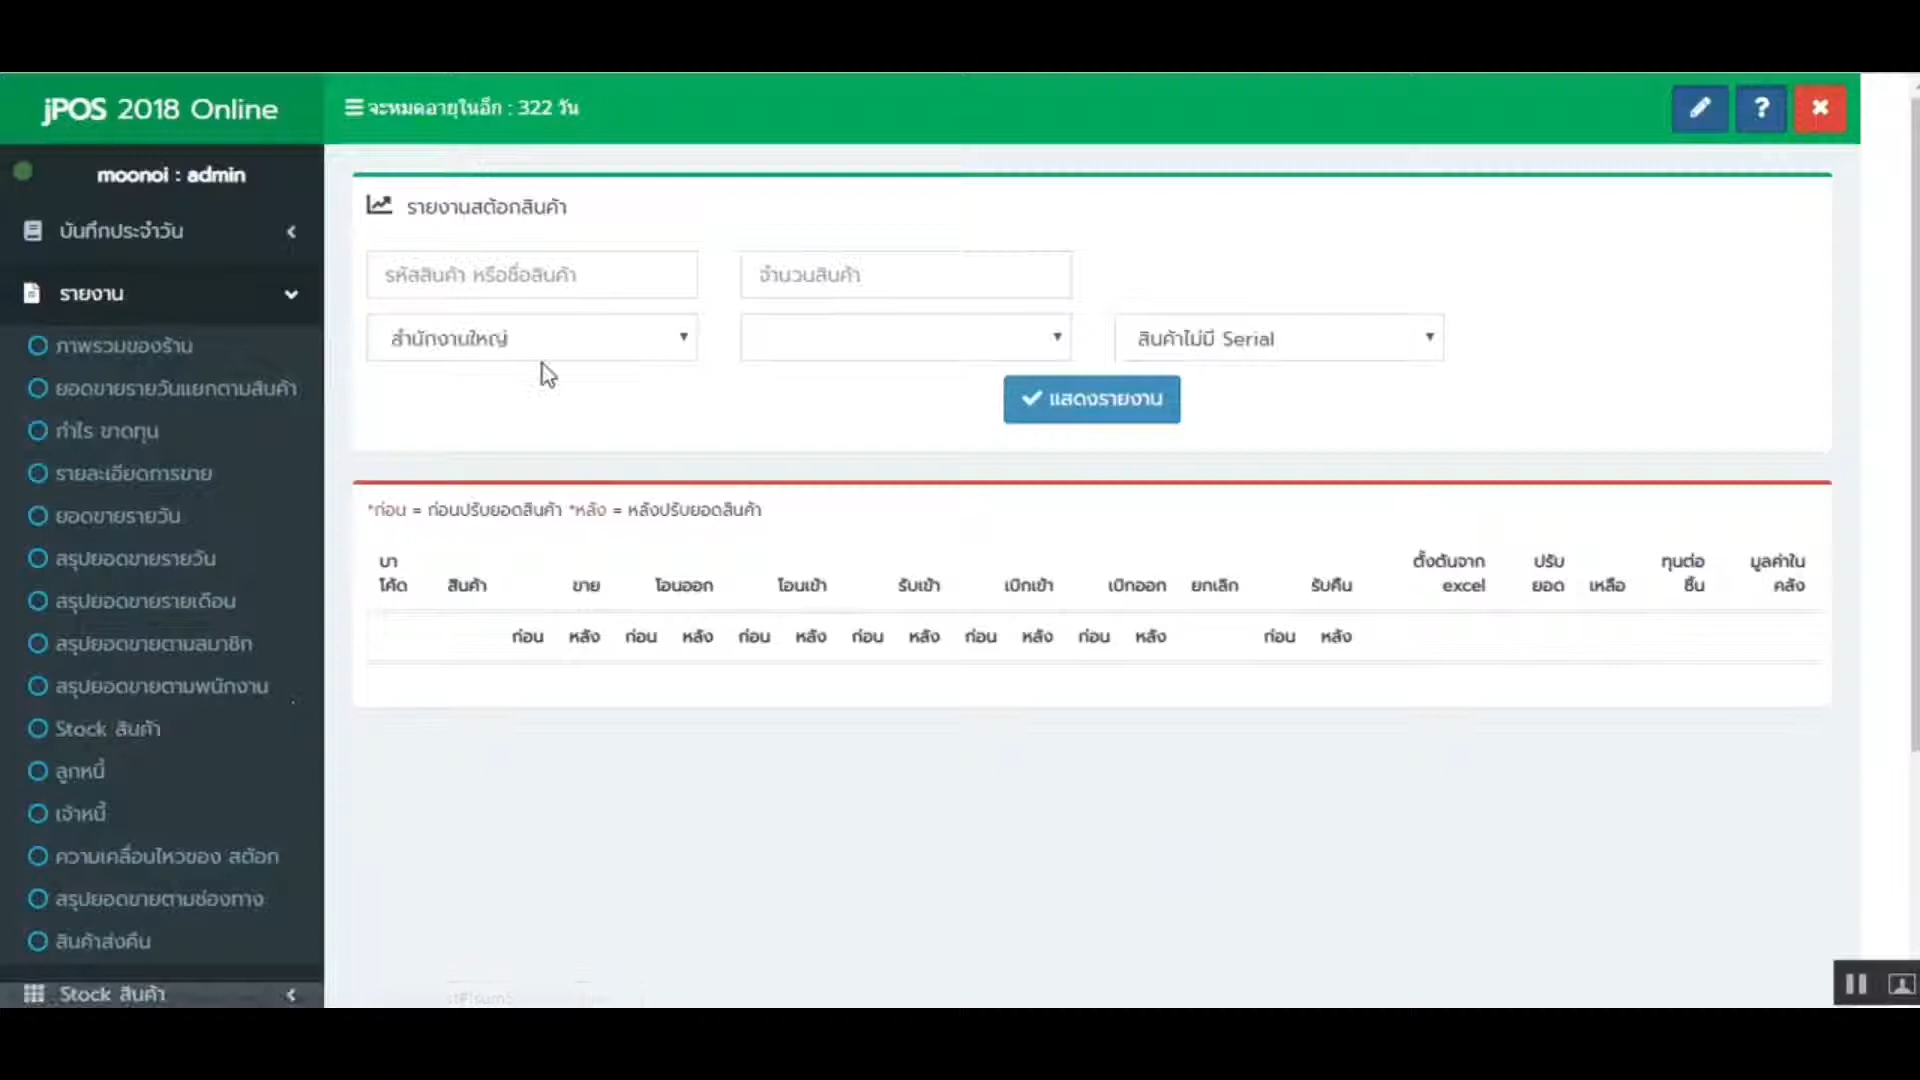 jPOS 2018 Online
จะหมดอายุในอีก : 322 วัน
moonoi : admin
บันทึกประจำวัน
รายงาน
ภาพรวมของร้าน
ยอดขายรายวันแยกตามสินค้า
กำไร ขาดทุน
รายละเอียดการขาย
ยอดขายรายวัน
สรุปยอดขายรายวัน
สรุปยอดขายรายเดือน
สรุปยอดขายตามสมาชิก
สรุปยอดขายตามพนักงาน
Stock สินค้า
ลูกหนี้
เจ้าหนี้
ความเคลื่อนไหวของ สต๊อก
สรุปยอดขายตามช่องทาง
สินค้าส่งคืน
Stock สินค้า
รายงานสต้อกสินค้า
รหัสสินค้า หรือชื่อสินค้า จำนวนสินค้า
สำนักงานใหญ่ สินค้าไม่มี Serial
แสดงรายงาน
*ก่อน = ก่อนปรับยอดสินค้า *หลัง = หลังปรับยอดสินค้า
บา ตั้งต้นจาก ปรับ ทุนต่อ มูลค่าใน
โค้ด สินค้า ขาย โอนออก โอนเข้า รับเข้า เบิกเข้า เบิกออก ยกเลิก รับคืน excel ยอด เหลือ ชิ้น คลัง
ก่อน หลัง ก่อน หลัง ก่อน หลัง ก่อน หลัง ก่อน หลัง ก่อน หลัง ก่อน หลัง